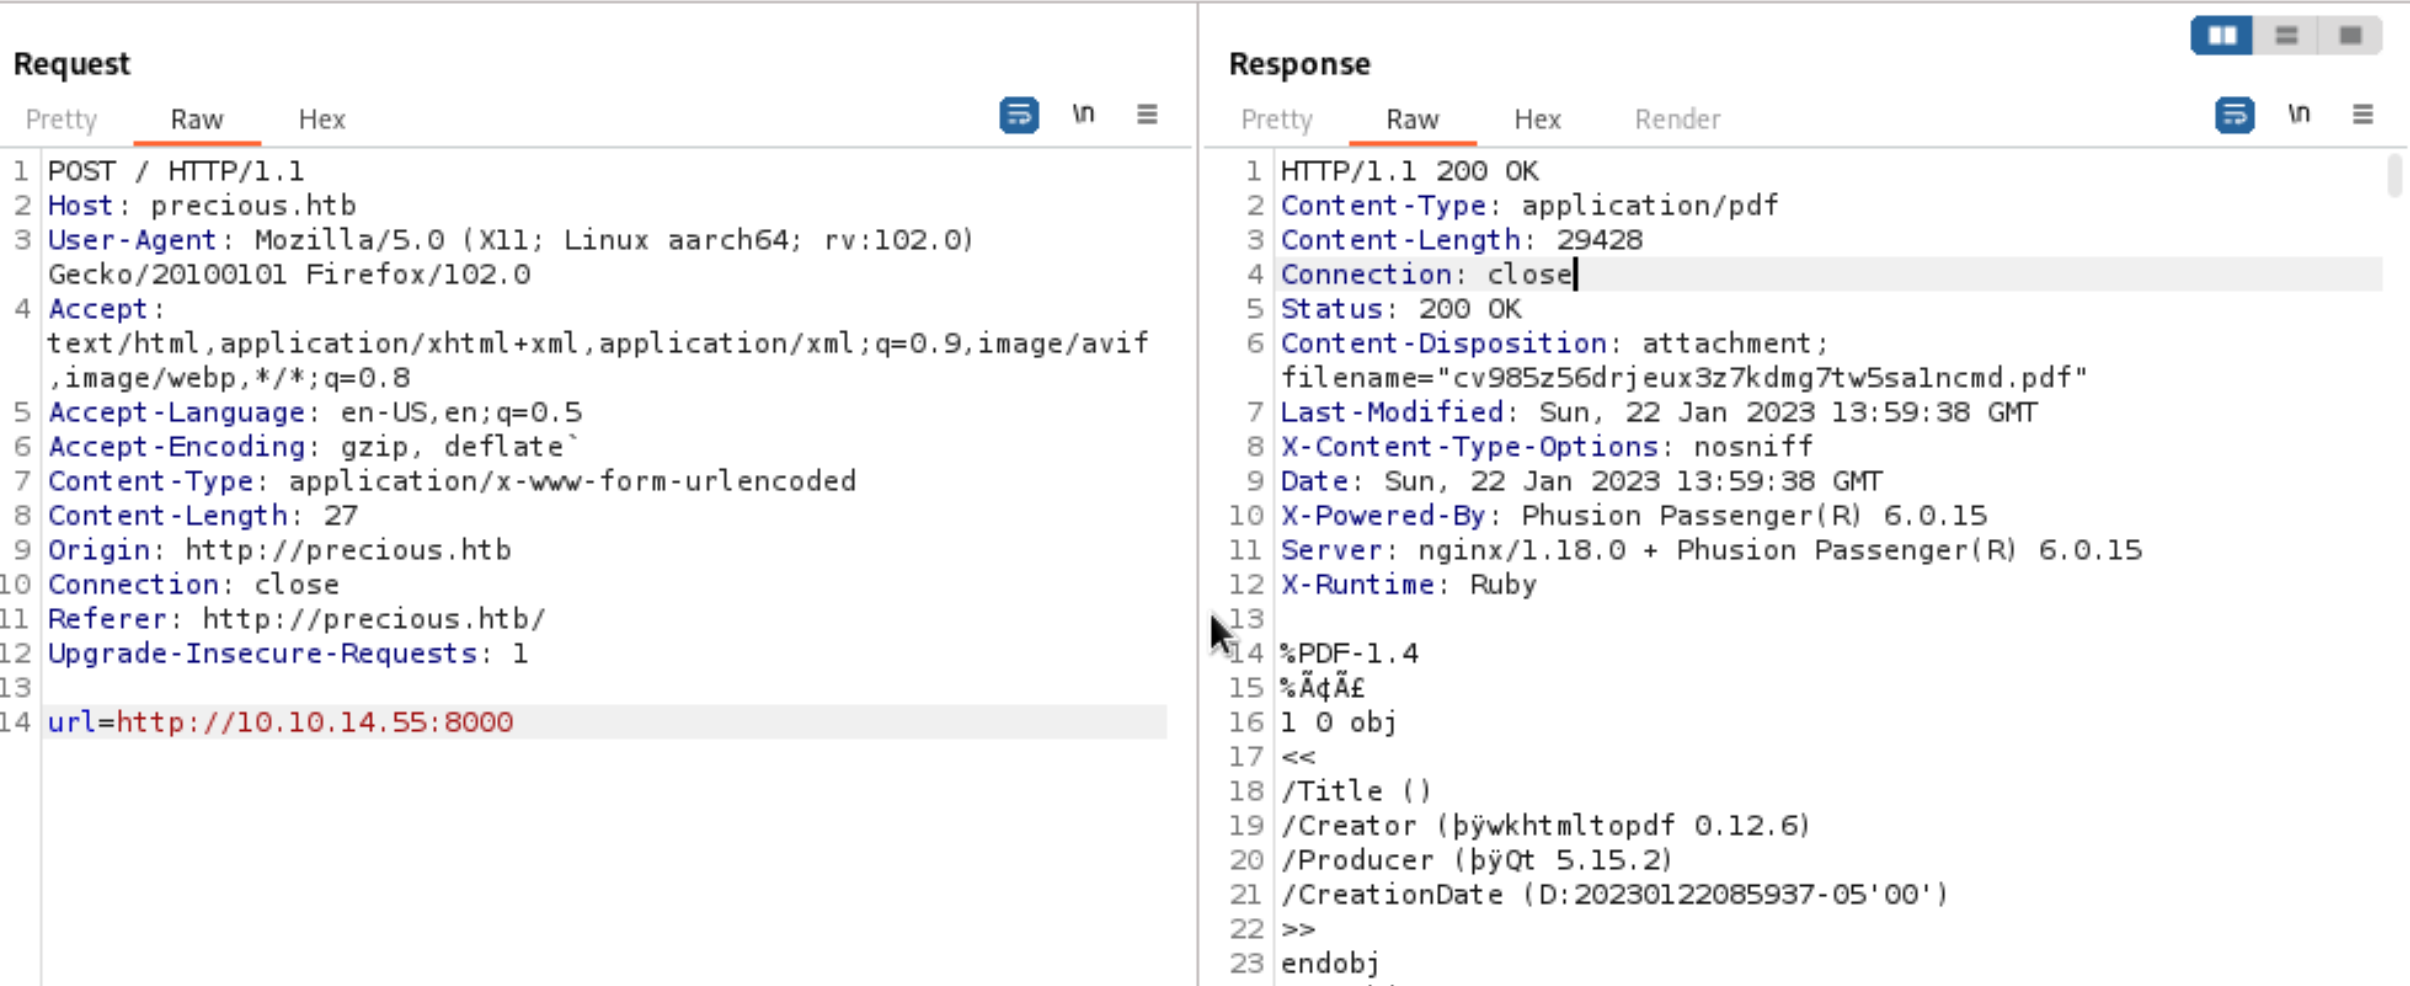 Request
Pretty Raw Hex \n
1 POST / HTTP/1.1
2 Host: precious.htb
3 User-Agent: Mozilla/5.0 (X11; Linux aarch64; rv:102.0)
Gecko/20100101 Firefox/102.0
4 Accept:
text/html,application/xhtml+xml,application/xml;q=0.9,image/avif
,image/webp,*/*;q=0.8
5 Accept-Language: en-US,en;q=0.5
6 Accept-Encoding: gzip, deflate`
7 Content-Type: application/x-www-form-urlencoded
8 Content-Length: 27
9 Origin: http://precious.htb
10 Connection: close
11 Referer: http://precious.htb/
12 Upgrade-Insecure-Requests: 1
13
14 url=http://10.10.14.55:8000
Response
Pretty Raw Hex Render \n
1 HTTP/1.1 200 OK
2 Content-Type: application/pdf
3 Content-Length: 29428
4 Connection: close
5 Status: 200 OK
6 Content-Disposition: attachment;
filename="cv985z56drjeux3z7kdmg7tw5sa1ncmd.pdf"
7 Last-Modified: Sun, 22 Jan 2023 13:59:38 GMT
8 X-Content-Type-Options: nosniff
9 Date: Sun, 22 Jan 2023 13:59:38 GMT
10 X-Powered-By: Phusion Passenger(R) 6.0.15
11 Server: nginx/1.18.0 + Phusion Passenger(R) 6.0.15
12 X-Runtime: Ruby
13
14 %PDF-1.4
15 %Ã¢Ã£
16 1 0 obj
17 <<
18 /Title ()
19 /Creator (þÿwkhtmltopdf 0.12.6)
20 /Producer (þÿQt 5.15.2)
21 /CreationDate (D:20230122085937-05'00')
22 >>
23 endobj